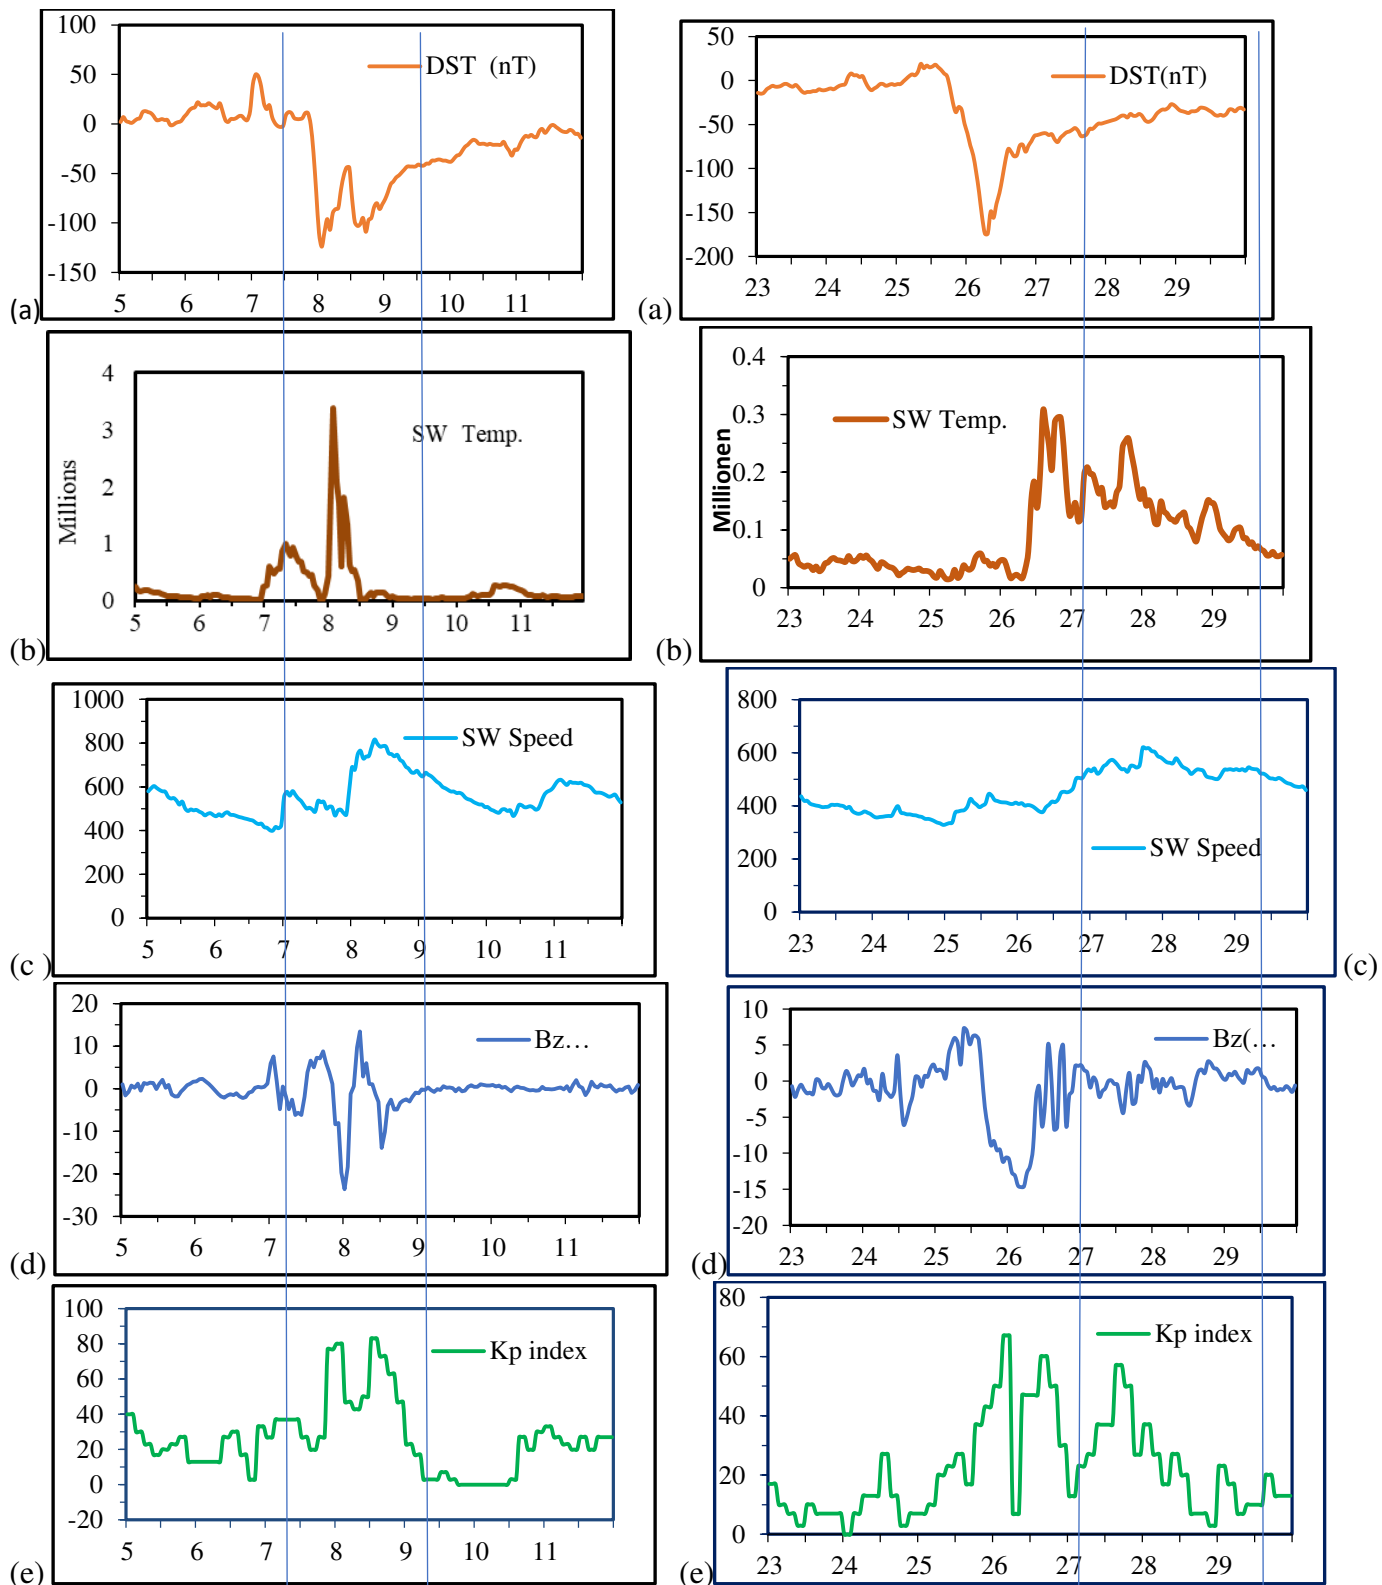 100
50
0
-50
-100
-150
DST (nT)
5 6 7 8 9 10 11
(a)
50
0
-50
-100
-150
-200
DST(nT)
23 24 25 26 27 28 29
(a)
4
3
2
1
0
Millions
SW Temp.
5 6 7 8 9 10 11
(b)
0.4
0.3
0.2
0.1
0
Millionen
SW Temp.
23 24 25 26 27 28 29
(b)
1000
800
600
400
200
0
SW Speed
5 6 7 8 9 10 11
(c )
800
600
400
200
0
SW Speed
23 24 25 26 27 28 29
(c)
20
10
0
-10
-20
-30
Bz…
5 6 7 8 9 10 11
(d)
10
5
0
-5
-10
-15
-20
Bz(…
23 24 25 26 27 28 29
(d)
100
80
60
40
20
0
-20
Kp index
5 6 7 8 9 10 11
(e)
80
60
40
20
0
Kp index
23 24 25 26 27 28 29
(e)